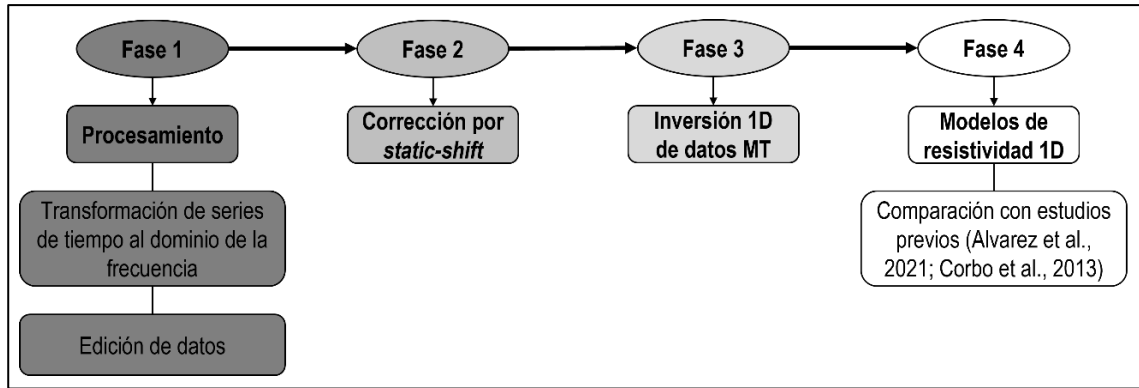 Fase 1
Fase 2
Fase 3
Fase 4
Procesamiento
Corrección por
static-shift
Inversión 1D
de datos MT
Modelos de
resistividad 1D
Transformación de series
de tiempo al dominio de la
frecuencia
Comparación con estudios
previos (Alvarez et al.,
2021; Corbo et al., 2013)
Edición de datos